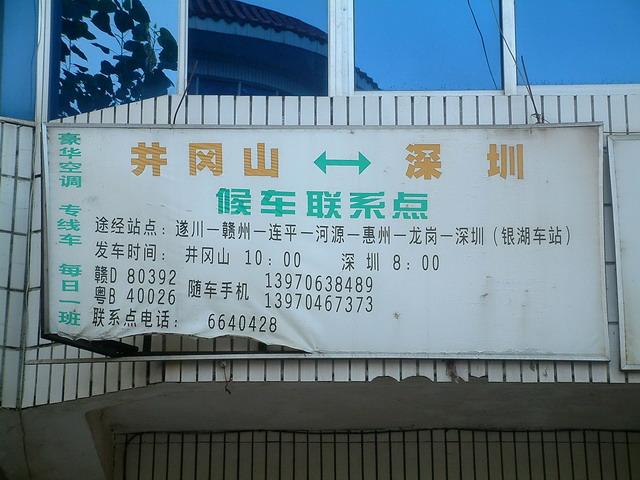 豪华空调 专线车 每日一班
井冈山 ↔ 深圳
候车联系点
途经站点：遂川—赣州—连平—河源—惠州—龙岗—深圳（银湖车站）
发车时间： 井冈山 10：00 深圳 8：00
赣D 80392 随车手机 13970638489
粤B 40026 13970467373
联系点电话： 6640428